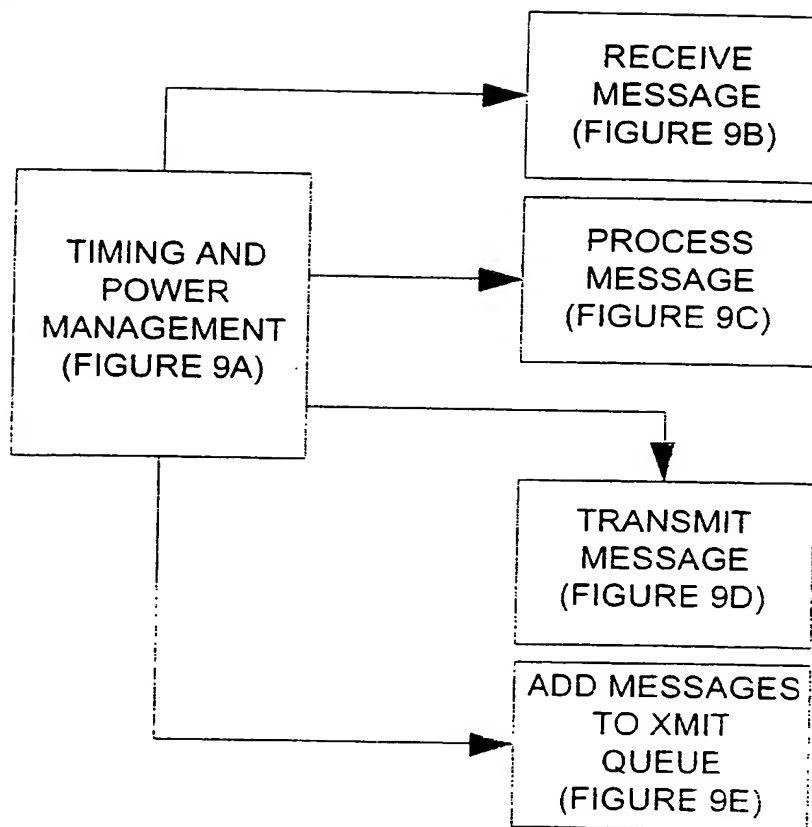 RECEIVE
MESSAGE
(FIGURE 9B)
TIMING AND
POWER
MANAGEMENT
(FIGURE 9A)
PROCESS
MESSAGE
(FIGURE 9C)
TRANSMIT
MESSAGE
(FIGURE 9D)
ADD MESSAGES
TO XMIT
QUEUE
(FIGURE 9E)